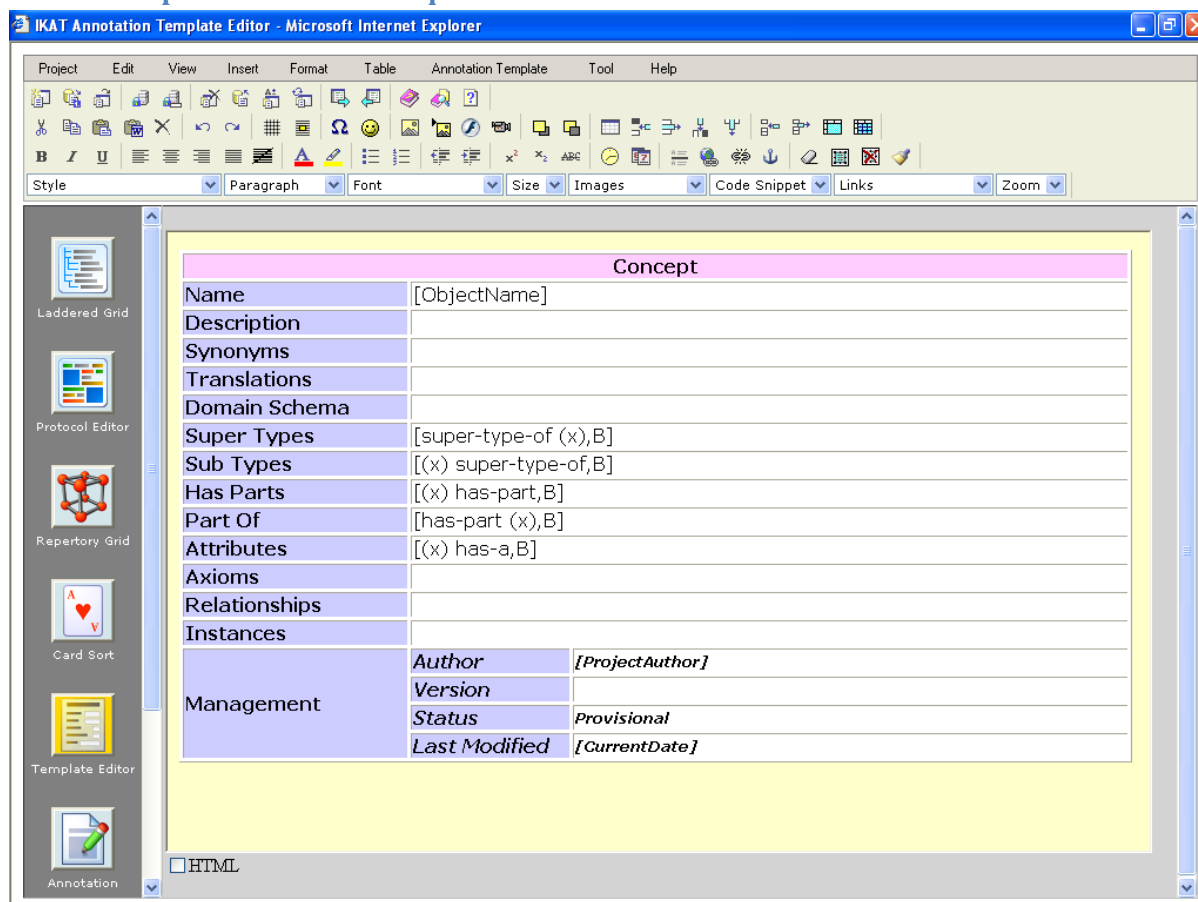 IKAT Annotation Template Editor - Microsoft Internet Explorer
Project Edit View Insert Format Table Annotation Template Tool Help
B I U A x² x₂ ABC
Style Paragraph Font Size Images Code Snippet Links Zoom
Laddered Grid
Protocol Editor
Repertory Grid
A
V
Card Sort
Template Editor
Annotation
Concept
Name [ObjectName]
Description
Synonyms
Translations
Domain Schema
Super Types [super-type-of (x),B]
Sub Types [(x) super-type-of,B]
Has Parts [(x) has-part,B]
Part Of [has-part (x),B]
Attributes [(x) has-a,B]
Axioms
Relationships
Instances
Management
Author [ProjectAuthor]
Version
Status Provisional
Last Modified [CurrentDate]
HTML